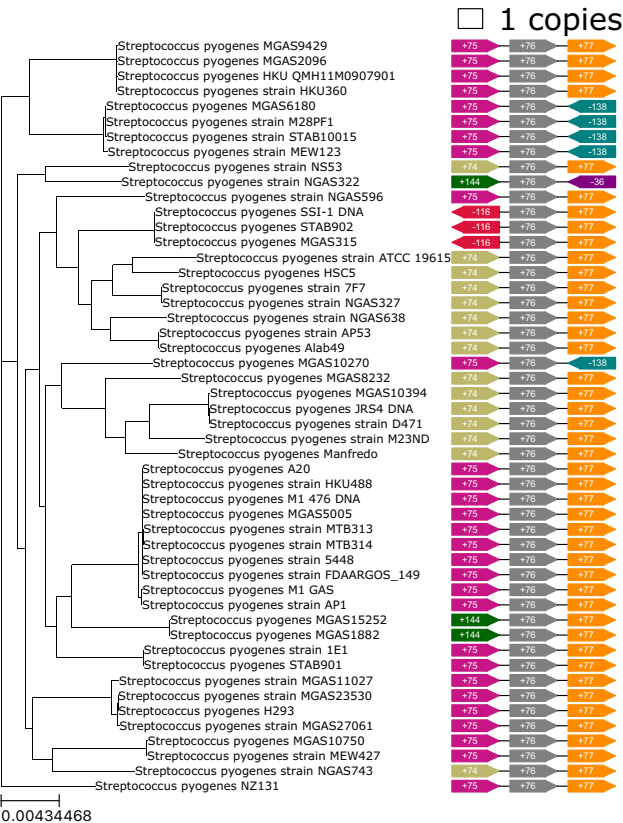 1 copies
Streptococcus pyogenes MGAS9429 +75 +76 +77
Streptococcus pyogenes MGAS2096 +75 +76 +77
Streptococcus pyogenes HKU QMH11M0907901 +75 +76 +77
Streptococcus pyogenes strain HKU360 +75 +76 +77
Streptococcus pyogenes MGAS6180 +75 +76 -138
Streptococcus pyogenes strain M28PF1 +75 +76 -138
Streptococcus pyogenes strain STAB10015 +75 +76 -138
Streptococcus pyogenes strain MEW123 +75 +76 -138
Streptococcus pyogenes strain NS53 +74 +76 +77
Streptococcus pyogenes strain NGAS322 +144 +76 -36
Streptococcus pyogenes strain NGAS596 +75 +76 +77
Streptococcus pyogenes SSI-1 DNA -116 +76 +77
Streptococcus pyogenes STAB902 -116 +76 +77
Streptococcus pyogenes MGAS315 -116 +76 +77
Streptococcus pyogenes strain ATCC 19615 +74 +76 +77
Streptococcus pyogenes HSC5 +74 +76 +77
Streptococcus pyogenes strain 7F7 +74 +76 +77
Streptococcus pyogenes strain NGAS327 +74 +76 +77
Streptococcus pyogenes strain NGAS638 +74 +76 +77
Streptococcus pyogenes strain AP53 +74 +76 +77
Streptococcus pyogenes Alab49 +74 +76 +77
Streptococcus pyogenes MGAS10270 +75 +76 -138
Streptococcus pyogenes MGAS8232 +74 +76 +77
Streptococcus pyogenes MGAS10394 +74 +76 +77
Streptococcus pyogenes JRS4 DNA +74 +76 +77
Streptococcus pyogenes strain D471 +74 +76 +77
Streptococcus pyogenes strain M23ND +74 +76 +77
Streptococcus pyogenes Manfredo +74 +76 +77
Streptococcus pyogenes A20 +75 +76 +77
Streptococcus pyogenes strain HKU488 +75 +76 +77
Streptococcus pyogenes M1 476 DNA +75 +76 +77
Streptococcus pyogenes MGAS5005 +75 +76 +77
Streptococcus pyogenes strain MTB313 +75 +76 +77
Streptococcus pyogenes strain MTB314 +75 +76 +77
Streptococcus pyogenes strain 5448 +75 +76 +77
Streptococcus pyogenes strain FDAARGOS_149 +75 +76 +77
Streptococcus pyogenes M1 GAS +75 +76 +77
Streptococcus pyogenes strain AP1 +75 +76 +77
Streptococcus pyogenes MGAS15252 +144 +76 +77
Streptococcus pyogenes MGAS1882 +144 +76 +77
Streptococcus pyogenes strain 1E1 +75 +76 +77
Streptococcus pyogenes STAB901 +75 +76 +77
Streptococcus pyogenes strain MGAS11027 +75 +76 +77
Streptococcus pyogenes strain MGAS23530 +75 +76 +77
Streptococcus pyogenes H293 +75 +76 +77
Streptococcus pyogenes strain MGAS27061 +75 +76 +77
Streptococcus pyogenes MGAS10750 +75 +76 +77
Streptococcus pyogenes strain MEW427 +75 +76 +77
Streptococcus pyogenes strain NGAS743 +74 +76 +77
Streptococcus pyogenes NZ131 +75 +76 +77
0.00434468